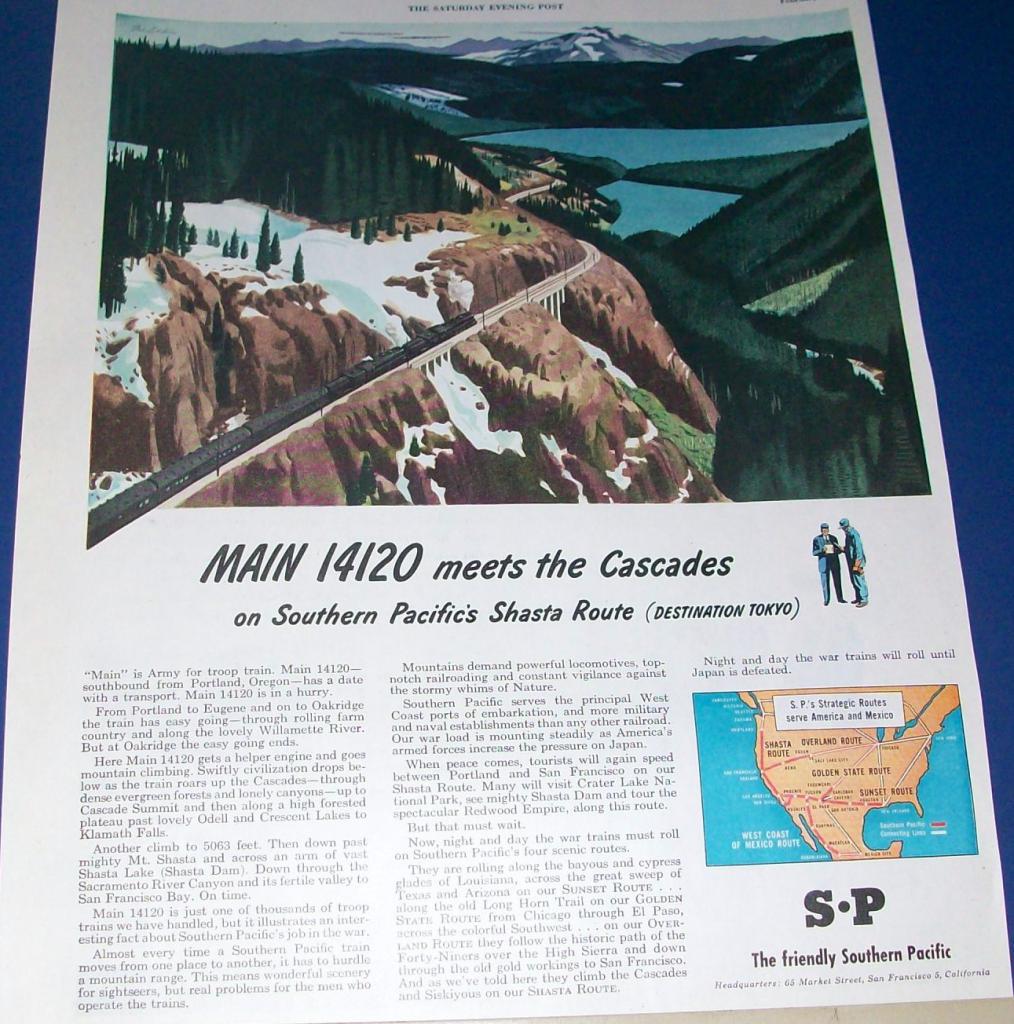 THE SATURDAY EVENING POST
MAIN 14120 meets the Cascades
on Southern Pacific's Shasta Route (DESTINATION TOKYO)
"Main" is Army for troop train. Main 14120—
southbound from Portland, Oregon—has a date
with a transport. Main 14120 is in a hurry.
From Portland to Eugene and on to Oakridge
the train has easy going—through rolling farm
country and along the lovely Willamette River.
But at Oakridge the easy going ends.
Here Main 14120 gets a helper engine and goes
mountain climbing. Swiftly civilization drops be-
low as the train roars up the Cascades—through
dense evergreen forests and lonely canyons—up to
Cascade Summit and then along a high forested
plateau past lovely Odell and Crescent Lakes to
Klamath Falls.
Another climb to 5063 feet. Then down past
mighty Mt. Shasta and across an arm of vast
Shasta Lake (Shasta Dam). Down through the
Sacramento River Canyon and its fertile valley to
San Francisco Bay. On time.
Main 14120 is just one of thousands of troop
trains we have handled, but it illustrates an inter-
esting fact about Southern Pacific's job in the war.
Almost every time a Southern Pacific train
moves from one place to another, it has to hurdle
a mountain range. This means wonderful scenery
for sightseers, but real problems for the men who
operate the trains.
Mountains demand powerful locomotives, top-
notch railroading and constant vigilance against
the stormy whims of Nature.
Southern Pacific serves the principal West
Coast ports of embarkation, and more military
and naval establishments than any other railroad.
Our war load is mounting steadily as America's
armed forces increase the pressure on Japan.
When peace comes, tourists will again speed
between Portland and San Francisco on our
Shasta Route. Many will visit Crater Lake Na-
tional Park, see mighty Shasta Dam and tour the
spectacular Redwood Empire, along this route.
But that must wait.
Now, night and day the war trains must roll
on Southern Pacific's four scenic routes.
They are rolling along the bayous and cypress
glades of Louisiana, across the great sweep of
Texas and Arizona on our SUNSET ROUTE . . .
along the old Long Horn Trail on our GOLDEN
STATE ROUTE from Chicago through El Paso,
across the colorful Southwest . . . on our OVER-
LAND ROUTE they follow the historic path of the
Forty-Niners over the High Sierra and down
through the old gold workings to San Francisco.
And as we've told here they climb the Cascades
and Siskiyous on our SHASTA ROUTE.
Night and day the war trains will roll until
Japan is defeated.
S. P.'s Strategic Routes
serve America and Mexico
SHASTA
ROUTE
OVERLAND ROUTE
GOLDEN STATE ROUTE
SUNSET ROUTE
WEST COAST
OF MEXICO ROUTE
Southern Pacific
Connecting Lines
S·P
The friendly Southern Pacific
Headquarters: 65 Market Street, San Francisco 5, California